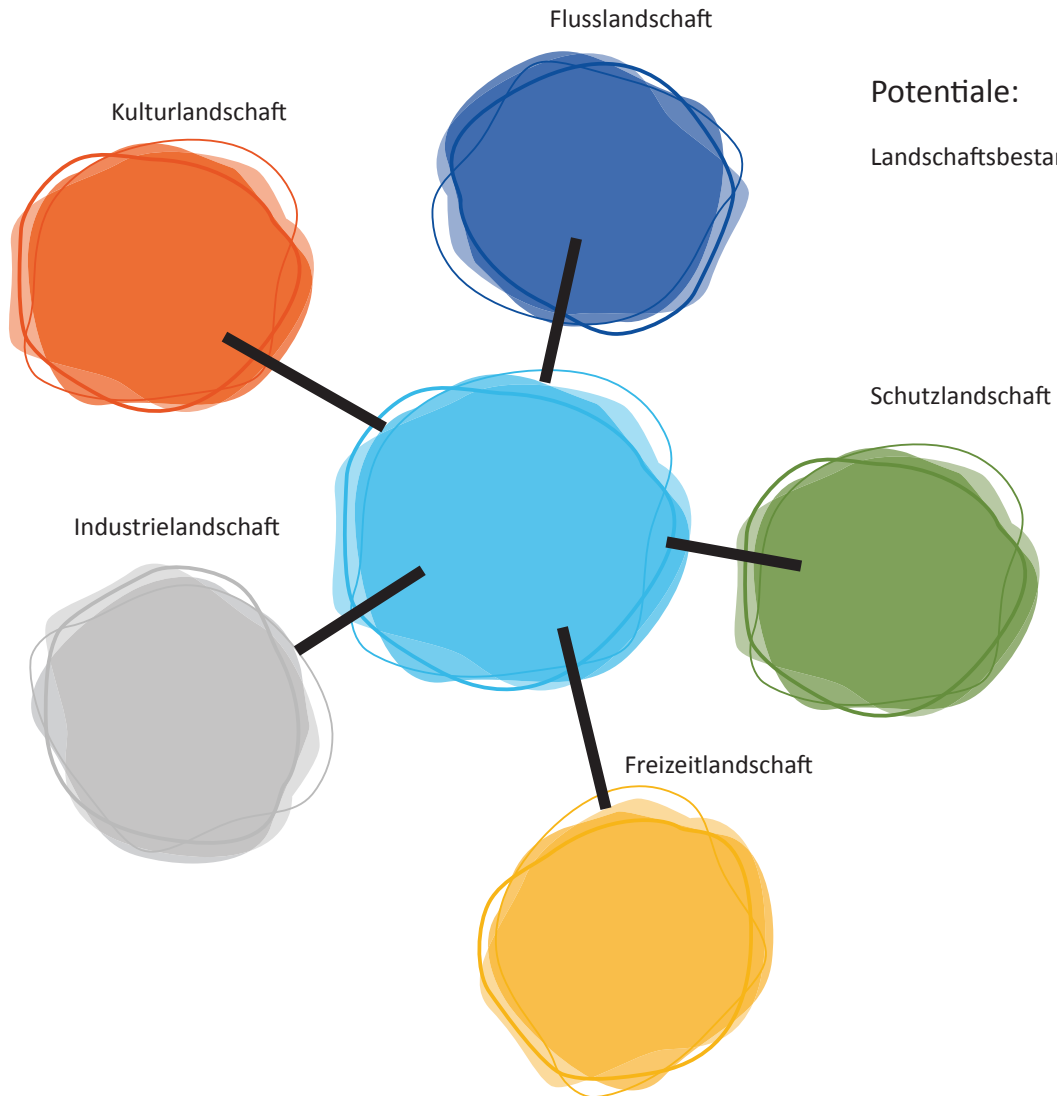 Flusslandschaft
Potentiale:
Kulturlandschaft
Schutzlandschaft
Industrielandschaft
Freizeitlandschaft